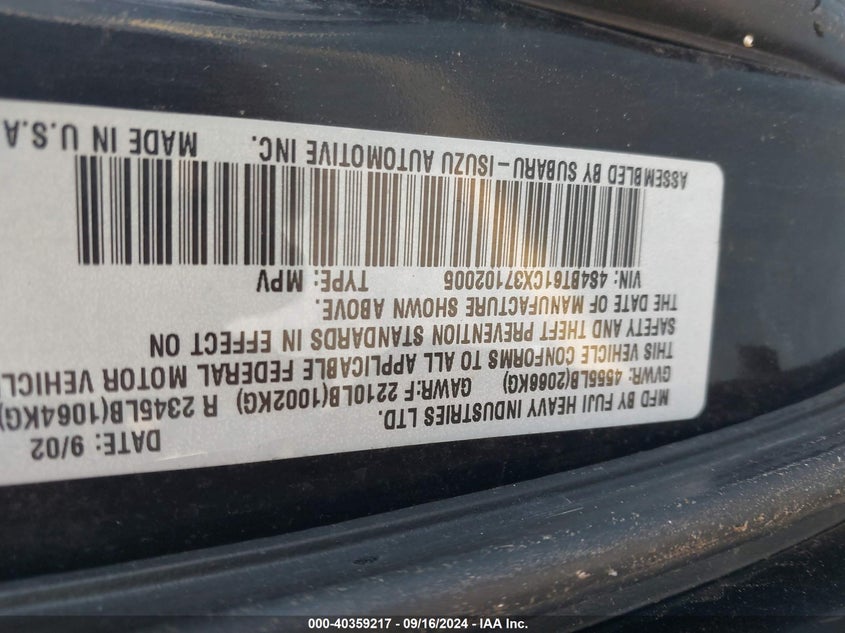 MFD BY FUJI HEAVY INDUSTRIES LTD. DATE: 9/02
GVWR: 4555LB(2066KG) GAWR:F 2210LB(1002KG) R 2345LB(1064KG)
THIS VEHICLE CONFORMS TO ALL APPLICABLE FEDERAL MOTOR VEHICL
SAFETY AND THEFT PREVENTION STANDARDS IN EFFECT ON
THE DATE OF MANUFACTURE SHOWN ABOVE.
VIN: 4S4BT61CX37102005 TYPE: MPV
ASSEMBLED BY SUBARU-ISUZU AUTOMOTIVE INC. MADE IN U.S.A
000-40359217 - 09/16/2024 - IAA Inc.